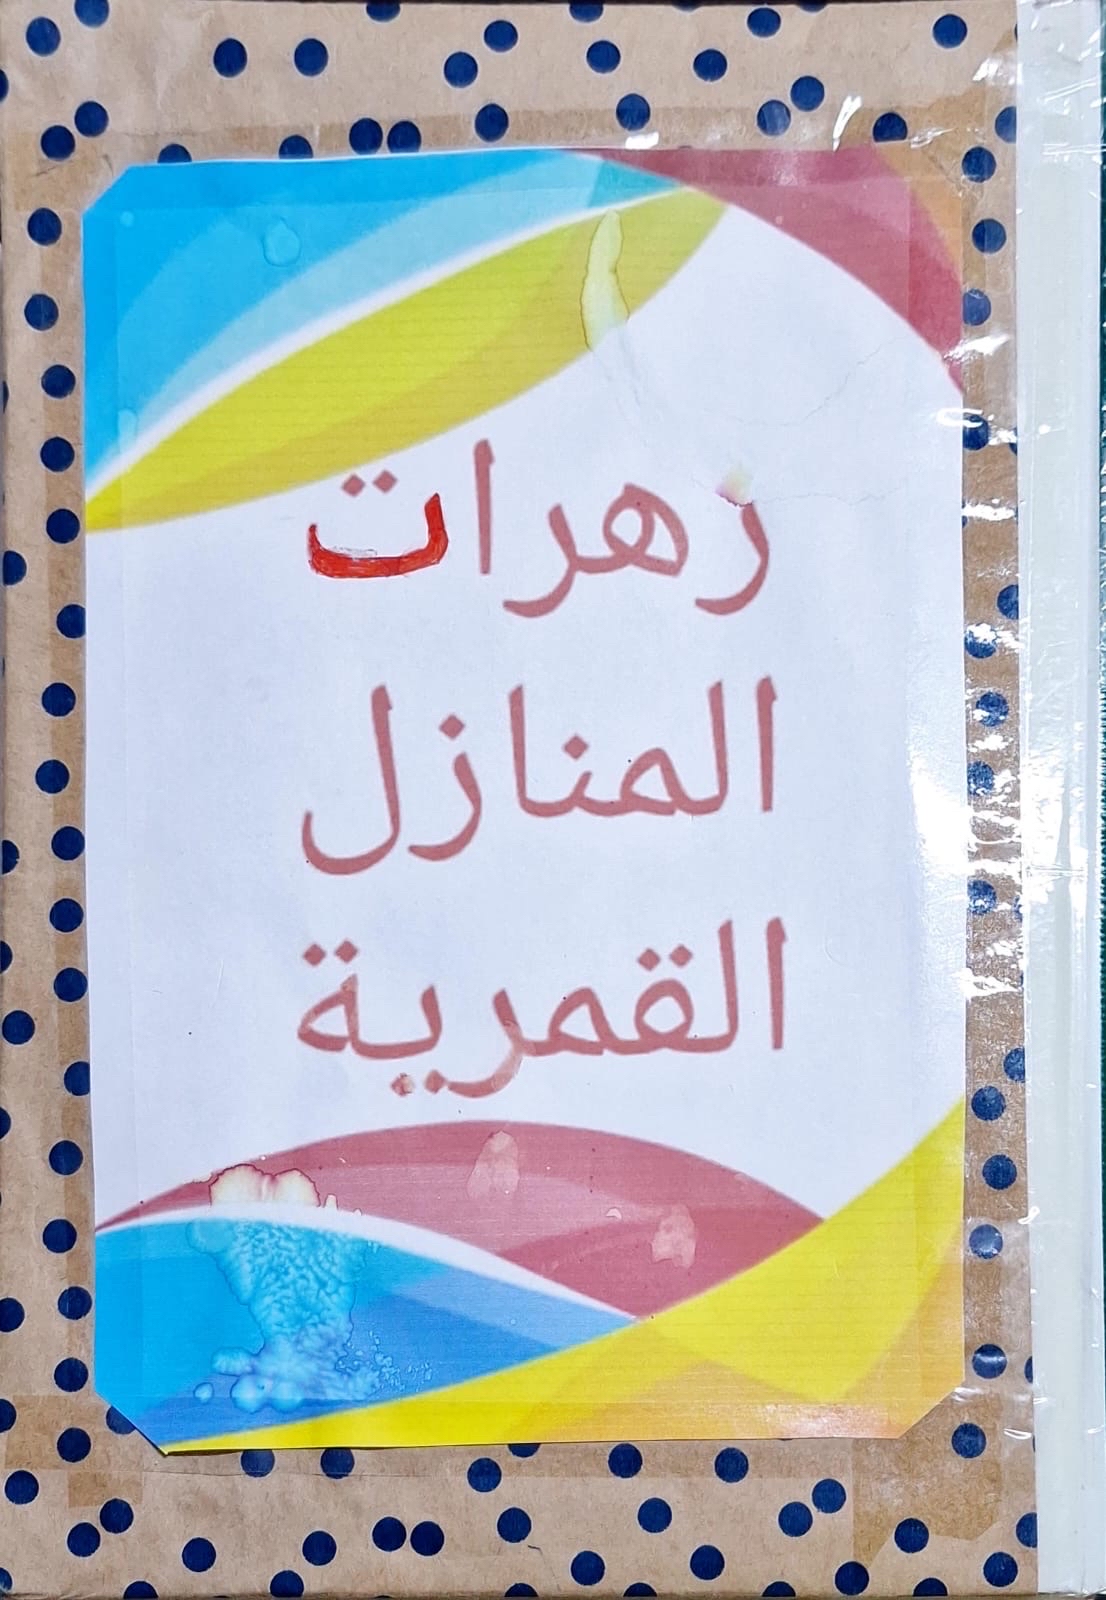 زهرات
المنازل
القمرية